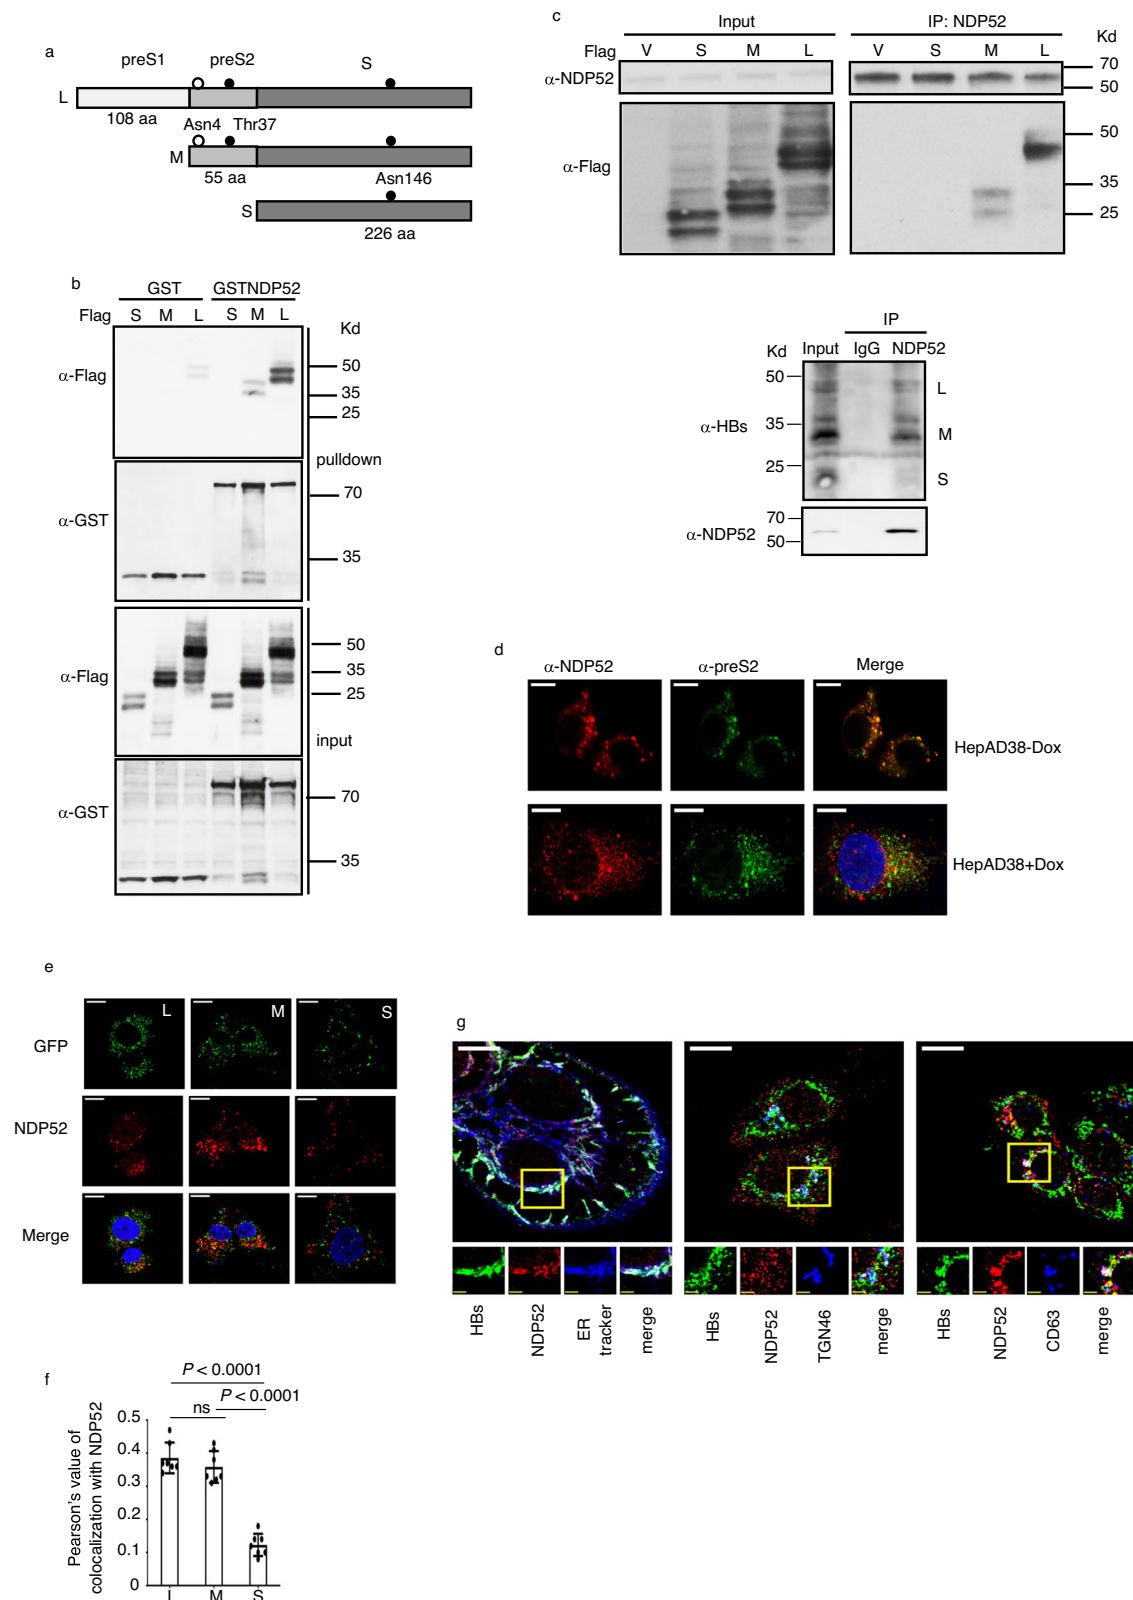 a
preS1 preS2 S
L
108 aa
Asn4 Thr37
M
55 aa Asn146
S
226 aa
b
GST GSTNDP52
Flag S M L S M L
Kd
α-Flag
50
35
25
pulldown
α-GST
70
35
α-Flag
50
35
25
input
α-GST
70
35
c
Input IP: NDP52
Kd
Flag V S M L V S M L
α-NDP52
70
50
α-Flag
50
35
25
IP
Kd Input IgG NDP52
50 L
α-HBs 35
M
25
S
α-NDP52
70
50
d
α-NDP52 α-preS2 Merge
HepAD38-Dox
HepAD38+Dox
e
L M S
GFP
NDP52
Merge
f
P < 0.0001
P < 0.0001
ns
Pearson's value of
colocalization with NDP52
0.5
0.4
0.3
0.2
0.1
0
L M S
g
HBs NDP52 ER tracker merge
HBs NDP52 TGN46 merge
HBs NDP52 CD63 merge